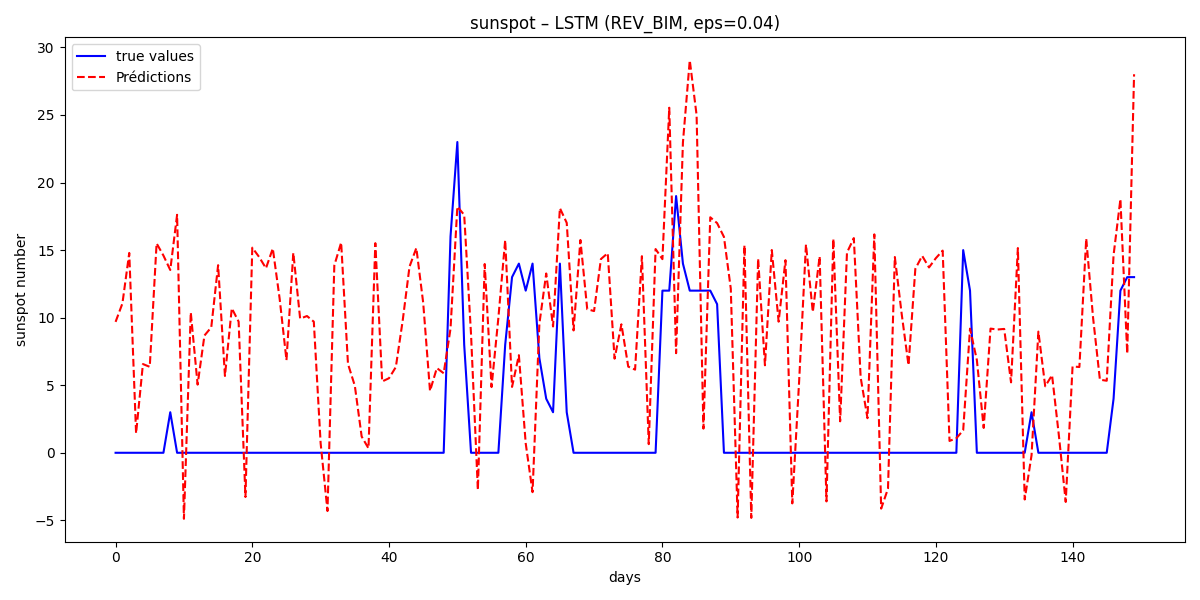 sunspot – LSTM (REV_BIM, eps=0.04)
true values
Prédictions
sunspot number
30
25
20
15
10
5
0
−5
0 20 40 60 80 100 120 140
days